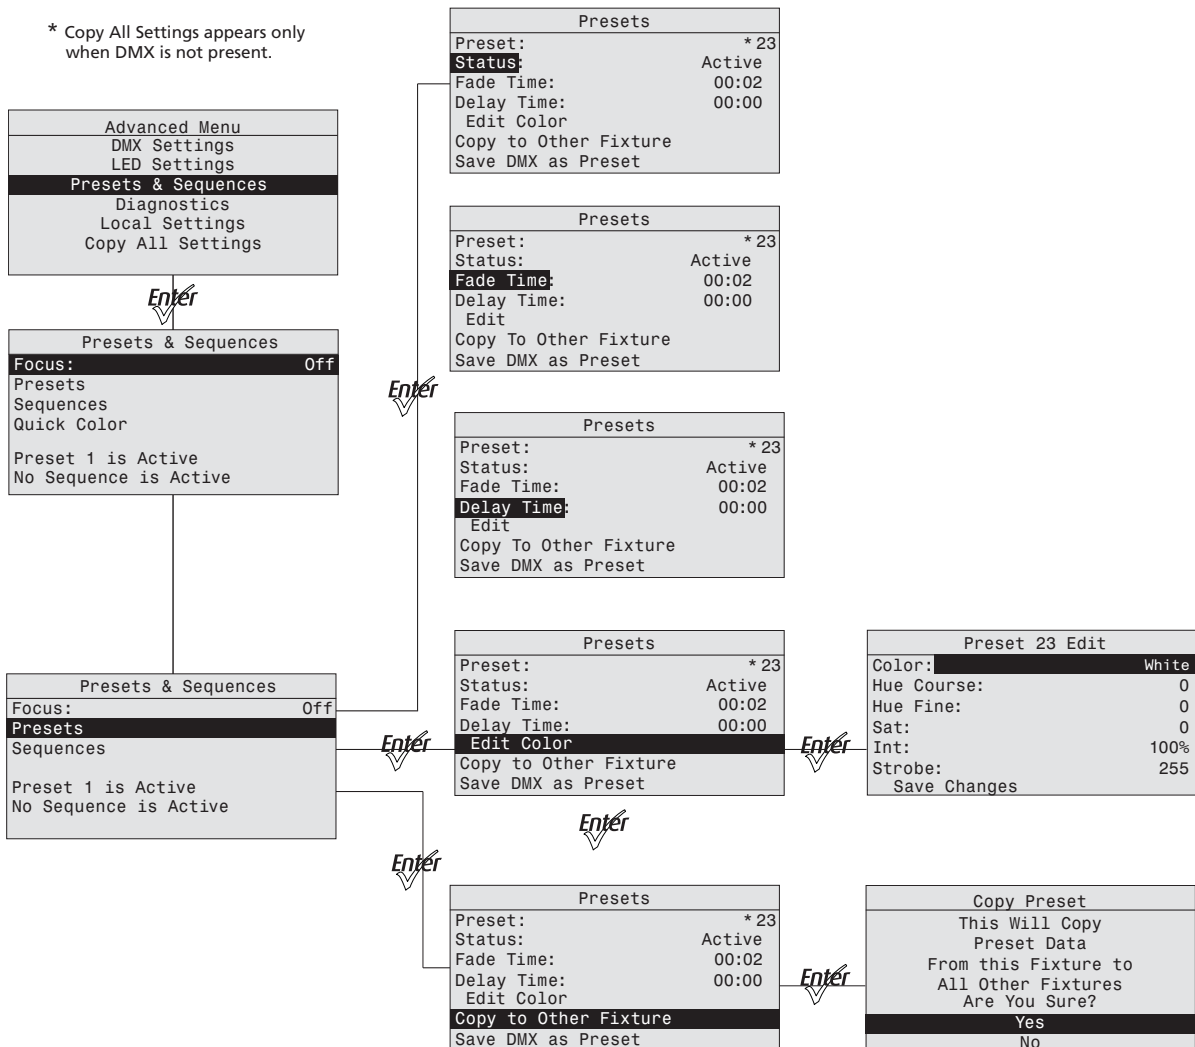 * Copy All Settings appears only
when DMX is not present.
Advanced Menu
DMX Settings
LED Settings
Presets & Sequences
Diagnostics
Local Settings
Copy All Settings
Enter
Presets & Sequences
Focus: Off
Presets
Sequences
Quick Color
Preset 1 is Active
No Sequence is Active
Presets & Sequences
Focus: Off
Presets
Sequences
Preset 1 is Active
No Sequence is Active
Enter
Presets
Preset: *23
Status: Active
Fade Time: 00:02
Delay Time: 00:00
Edit Color
Copy to Other Fixture
Save DMX as Preset
Presets
Preset: *23
Status: Active
Fade Time: 00:02
Delay Time: 00:00
Edit
Copy To Other Fixture
Save DMX as Preset
Presets
Preset: *23
Status: Active
Fade Time: 00:02
Delay Time: 00:00
Edit
Copy To Other Fixture
Save DMX as Preset
Enter
Presets
Preset: *23
Status: Active
Fade Time: 00:02
Delay Time: 00:00
Edit Color
Copy to Other Fixture
Save DMX as Preset
Enter
Preset 23 Edit
Color: White
Hue Course: 0
Hue Fine: 0
Sat: 0
Int: 100%
Strobe: 255
Save Changes
Enter
Enter
Presets
Preset: *23
Status: Active
Fade Time: 00:02
Delay Time: 00:00
Edit Color
Copy to Other Fixture
Save DMX as Preset
Enter
Copy Preset
This Will Copy
Preset Data
From this Fixture to
All Other Fixtures
Are You Sure?
Yes
No